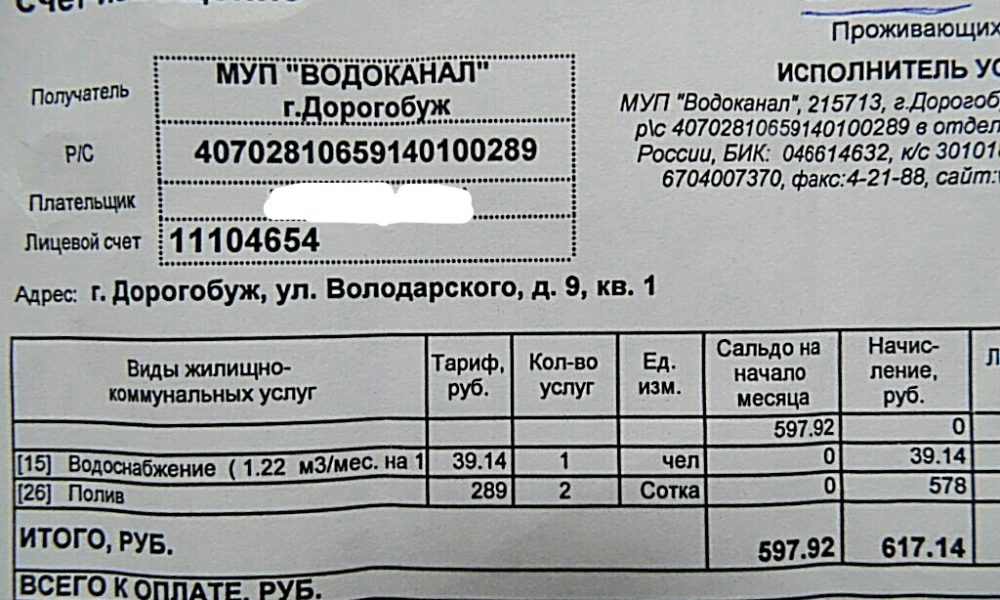 Счет
Проживающих
Получатель
МУП "ВОДОКАНАЛ"
г.Дорогобуж
ИСПОЛНИТЕЛЬ УС
МУП "Водоканал", 215713, г.Дорогоб
Р/С
40702810659140100289
р\с 40702810659140100289 в отдел
России, БИК: 046614632, к/с 30101
6704007370, факс:4-21-88, сайт:
Плательщик
Лицевой счет
11104654
Адрес: г. Дорогобуж, ул. Володарского, д. 9, кв. 1
Виды жилищно-
коммунальных услуг
Тариф,
руб.
Кол-во
услуг
Ед.
изм.
Сальдо на
начало
месяца
Начис-
ление,
руб.
Л
597.92 0
[15] Водоснабжение ( 1.22 м3/мес. на 1 39.14 1 чел 0 39.14
[26] Полив 289 2 Сотка 0 578
ИТОГО, РУБ. 597.92 617.14
ВСЕГО К ОПЛАТЕ, РУБ.